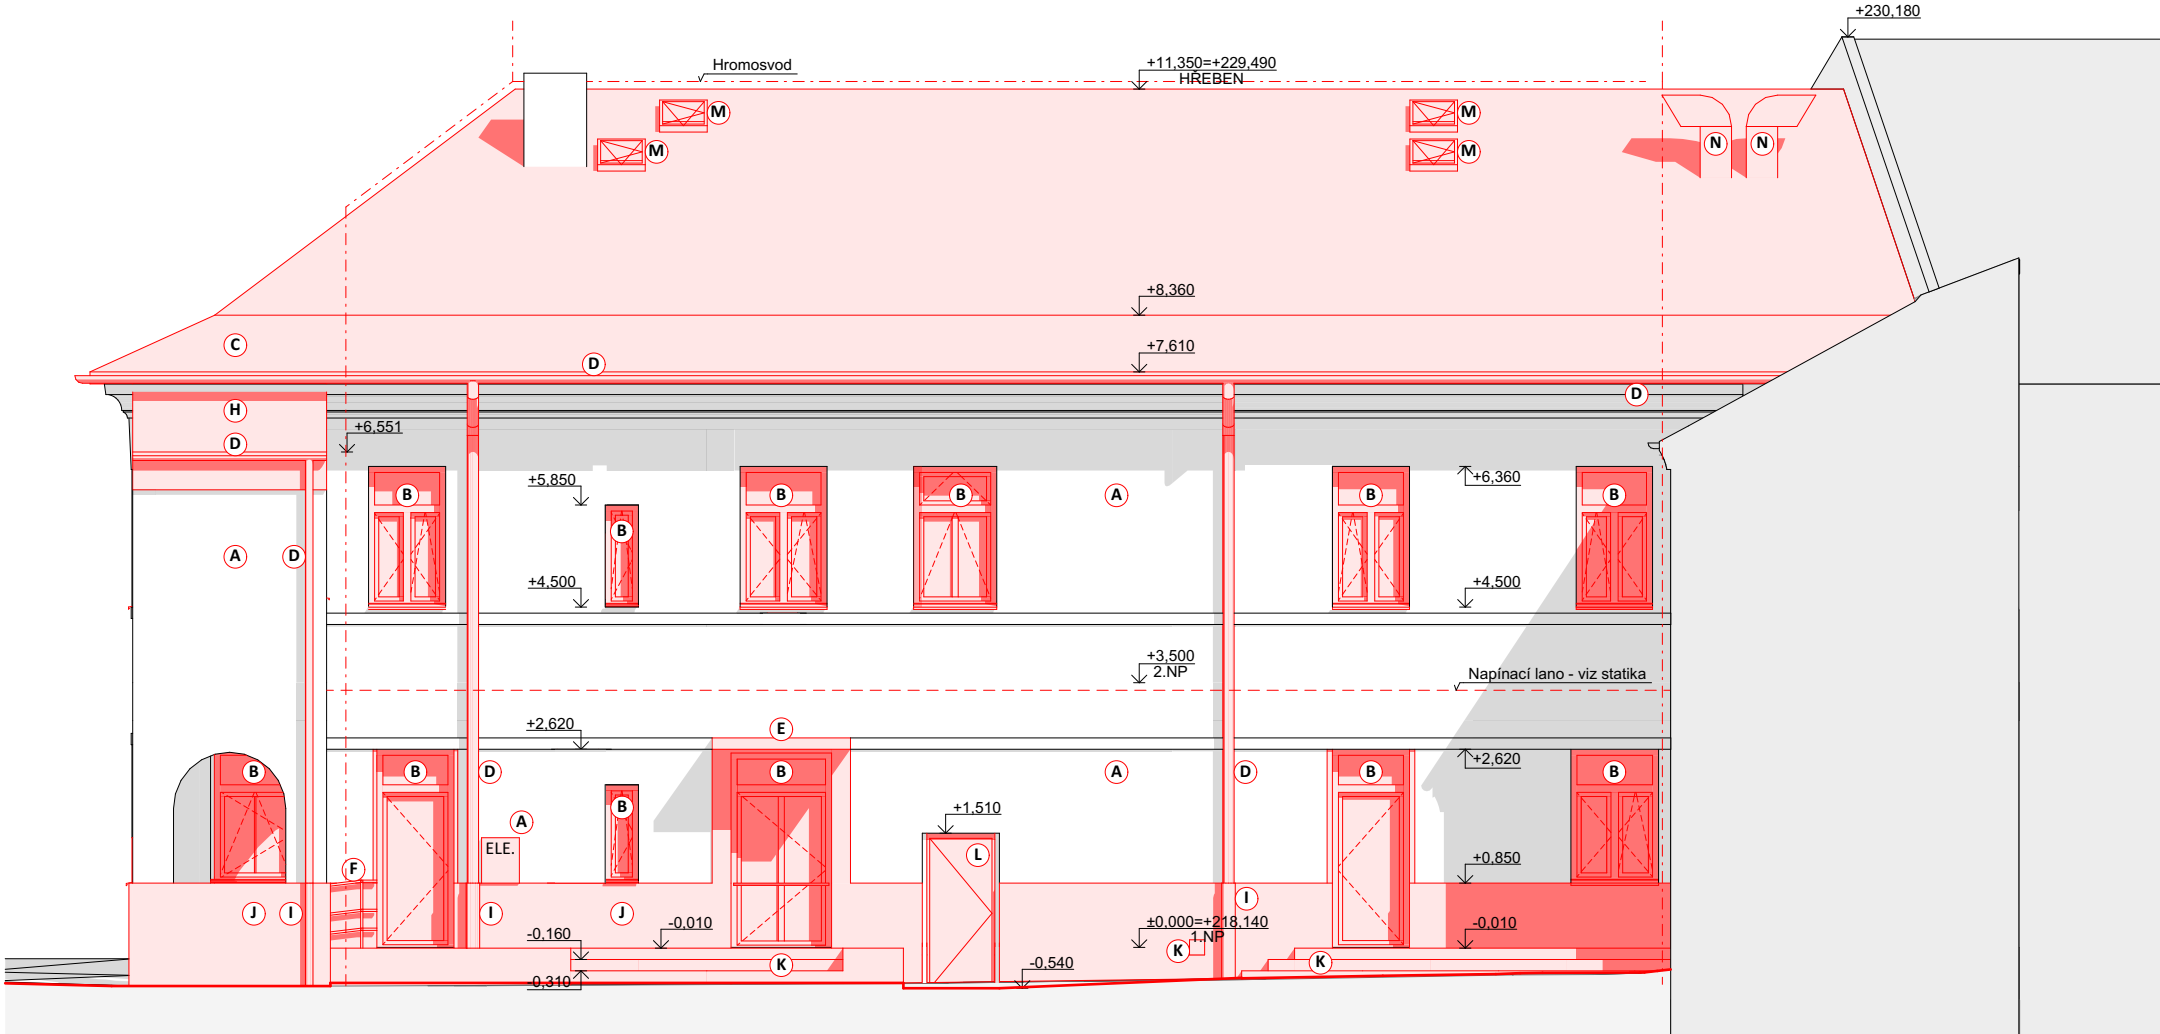 +230,180
Hromosvod
+11,350=+229,490
HŘEBEN
M
M
M
M
N
N
+8,360
C
+7,610
D
D
H
D
+6,551
+5,850
+6,360
B
B
B
B
B
B
A
A
D
+4,500
+4,500
+3,500
2.NP
Napínací lano - viz statika
+2,620
E
+2,620
B
B
D
B
A
D
B
B
B
+1,510
A
ELE.
L
F
+0,850
J
I
I
J
I
-0,010
±0,000=+218,140
1.NP
-0,010
-0,160
K
K
K
-0,310
-0,540